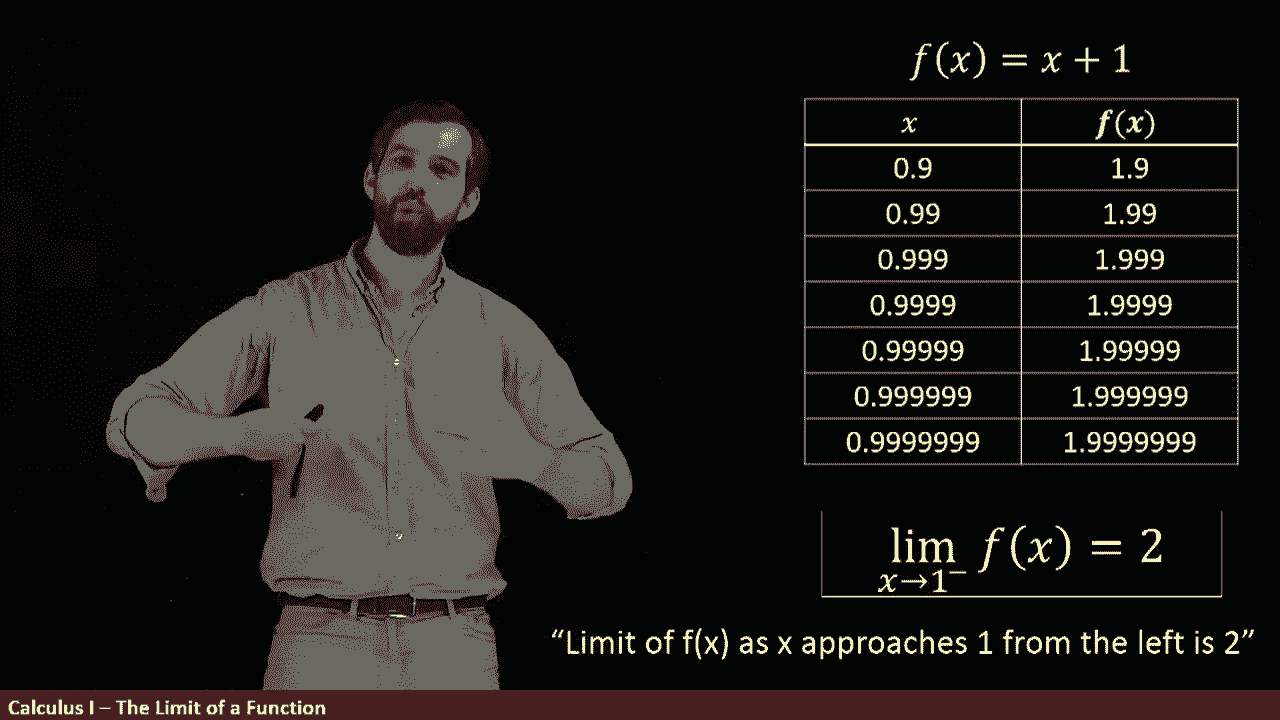 f(x) = x + 1
x f(x)
0.9 1.9
0.99 1.99
0.999 1.999
0.9999 1.9999
0.99999 1.99999
0.999999 1.999999
0.9999999 1.9999999
lim f(x) = 2
x→1⁻
“Limit of f(x) as x approaches 1 from the left is 2”
Calculus I – The Limit of a Function